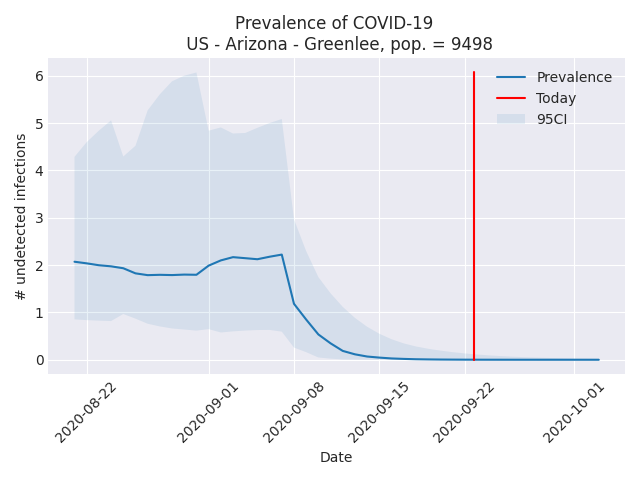 Prevalence of COVID-19
US - Arizona - Greenlee, pop. = 9498
Prevalence
Today
95CI
6
5
4
3
2
1
0
# undetected infections
2020-08-22
2020-09-01
2020-09-08
2020-09-15
2020-09-22
2020-10-01
Date